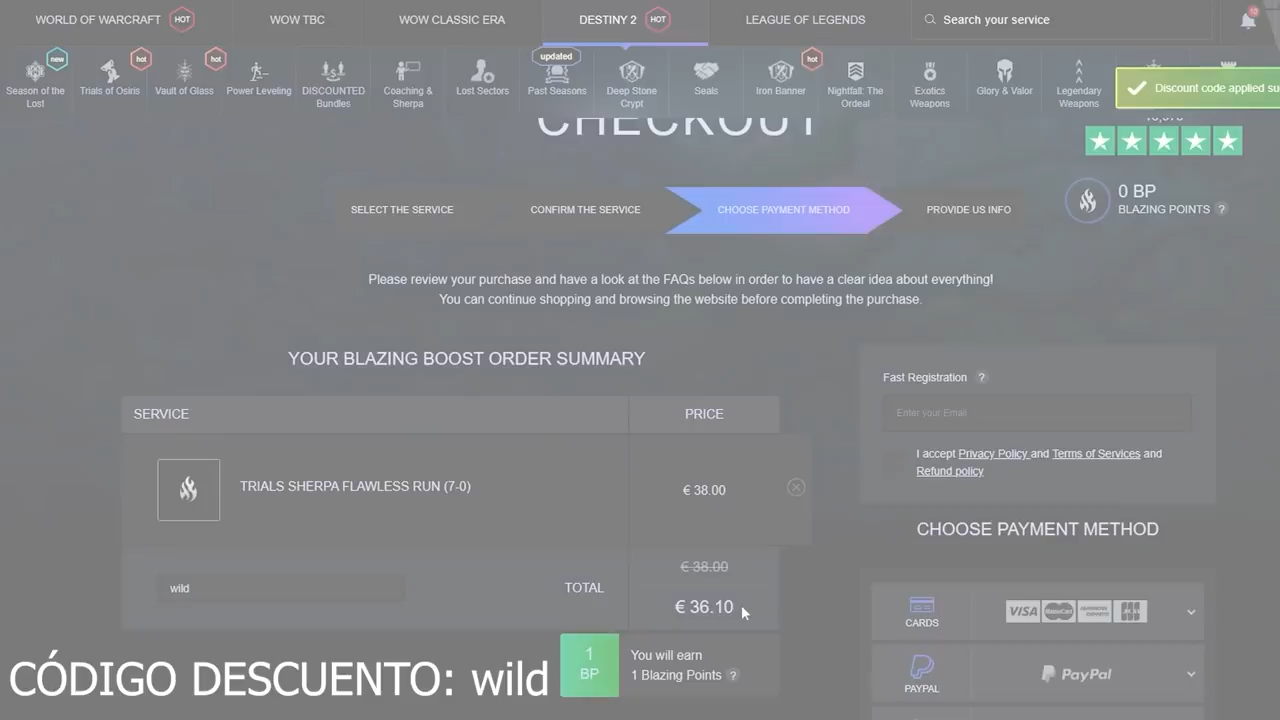 WORLD OF WARCRAFT HOT
WOW TBC
WOW CLASSIC ERA
DESTINY 2 HOT
LEAGUE OF LEGENDS
Search your service
10
new
hot
hot
updated
hot
Season of the Lost
Trials of Osiris
Vault of Glass
Power Leveling
DISCOUNTED Bundles
Coaching & Sherpa
Lost Sectors
Past Seasons
Deep Stone Crypt
Seals
Iron Banner
Nightfall: The Ordeal
Exotics Weapons
Glory & Valor
Legendary Weapons
Discount code applied su
CHECKOUT
SELECT THE SERVICE
CONFIRM THE SERVICE
CHOOSE PAYMENT METHOD
PROVIDE US INFO
0 BP
BLAZING POINTS ?
Please review your purchase and have a look at the FAQs below in order to have a clear idea about everything!
You can continue shopping and browsing the website before completing the purchase.
YOUR BLAZING BOOST ORDER SUMMARY
SERVICE
PRICE
TRIALS SHERPA FLAWLESS RUN (7-0)
€ 38.00
€ 38.00
wild
TOTAL
€ 36.10
1
BP
You will earn
1 Blazing Points ?
Fast Registration ?
Enter your Email
I accept Privacy Policy and Terms of Services and
Refund policy
CHOOSE PAYMENT METHOD
CARDS
VISA MasterCard AMERICAN EXPRESS JCB
PAYPAL
PayPal
CÓDIGO DESCUENTO: wild